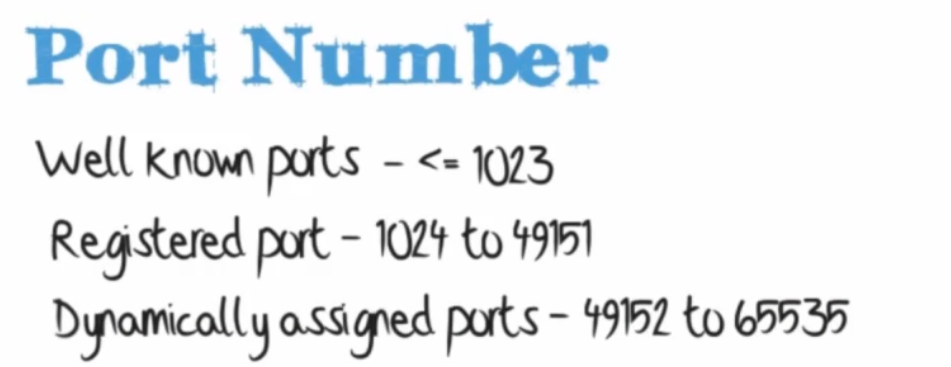 Port Number
Well known ports - <= 1023
Registered port - 1024 to 49151
Dynamically assigned ports - 49152 to 65535